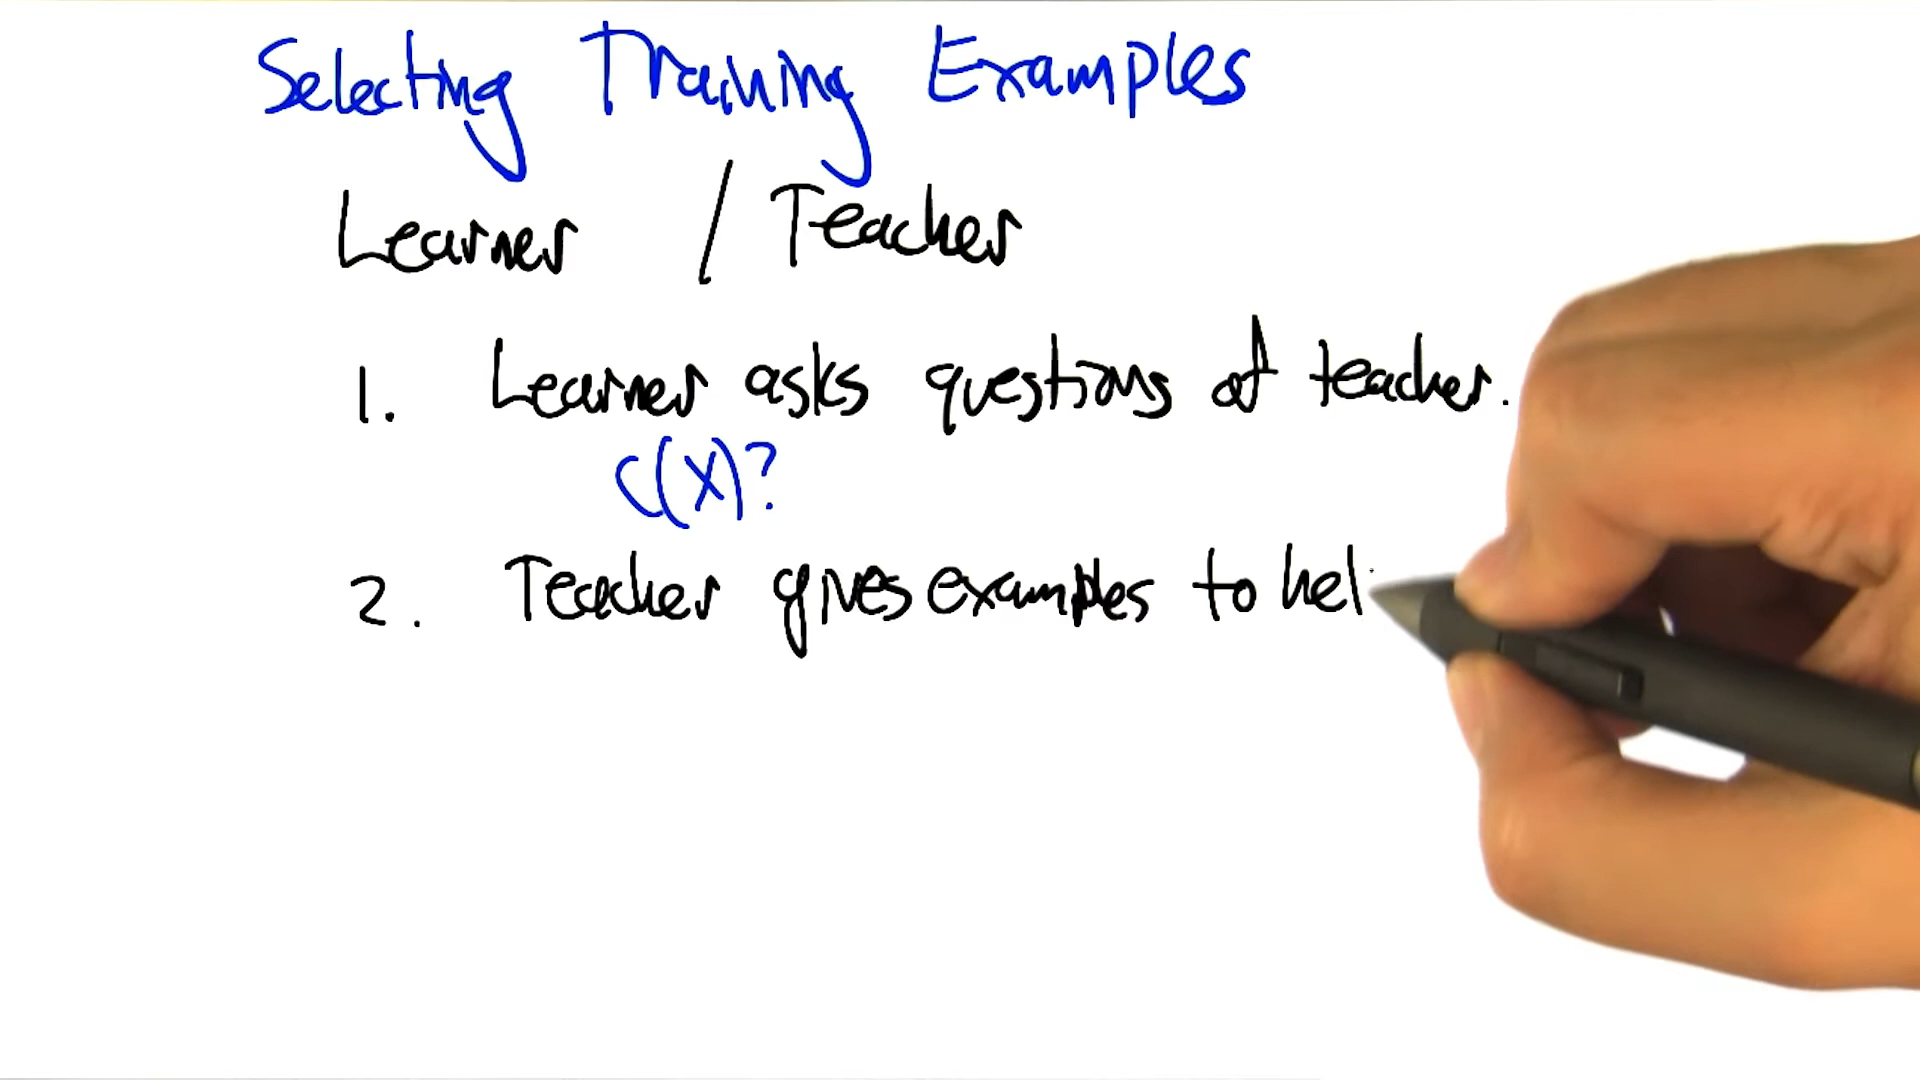 Selecting Training Examples
Learner / Teacher
1. Learner asks questions of teacher.
c(x)?
2. Teacher gives examples to hel